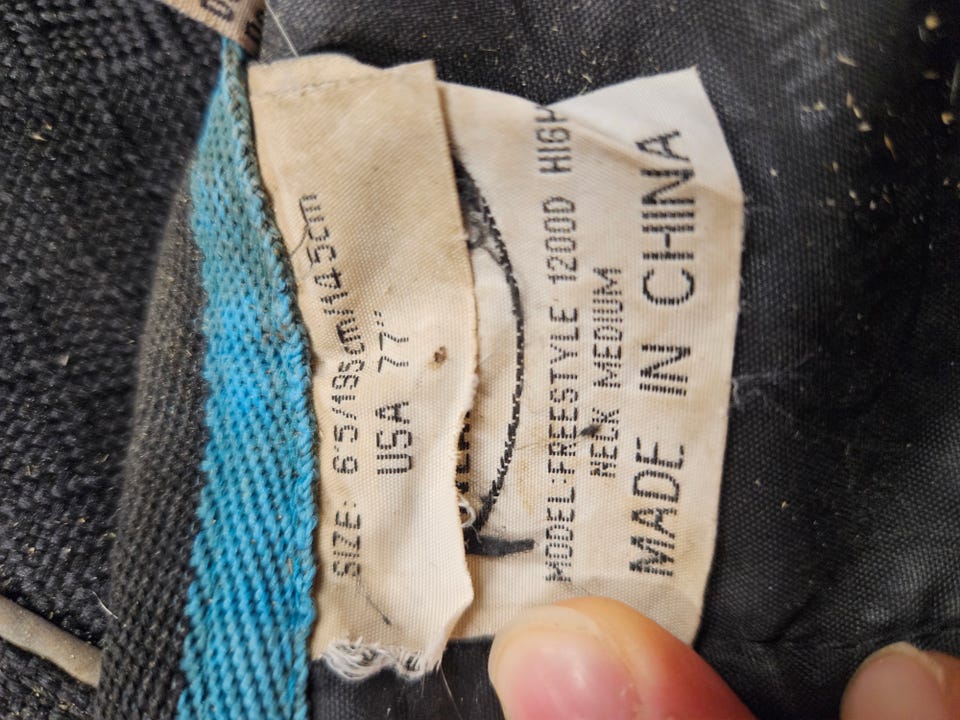 SIZE: 6'5/195cm/145cm
USA 77"
MODEL:FREESTYLE 1200D HIGH
NECK MEDIUM
MADE IN CHINA